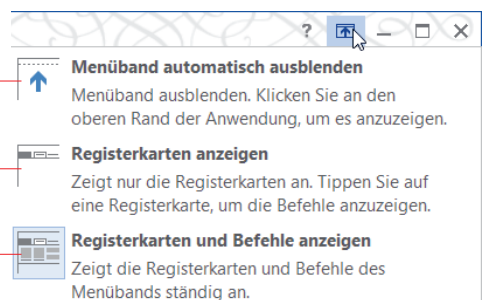 ?
Menüband automatisch ausblenden
Menüband ausblenden. Klicken Sie an den
oberen Rand der Anwendung, um es anzuzeigen.
Registerkarten anzeigen
Zeigt nur die Registerkarten an. Tippen Sie auf
eine Registerkarte, um die Befehle anzuzeigen.
Registerkarten und Befehle anzeigen
Zeigt die Registerkarten und Befehle des
Menübands ständig an.